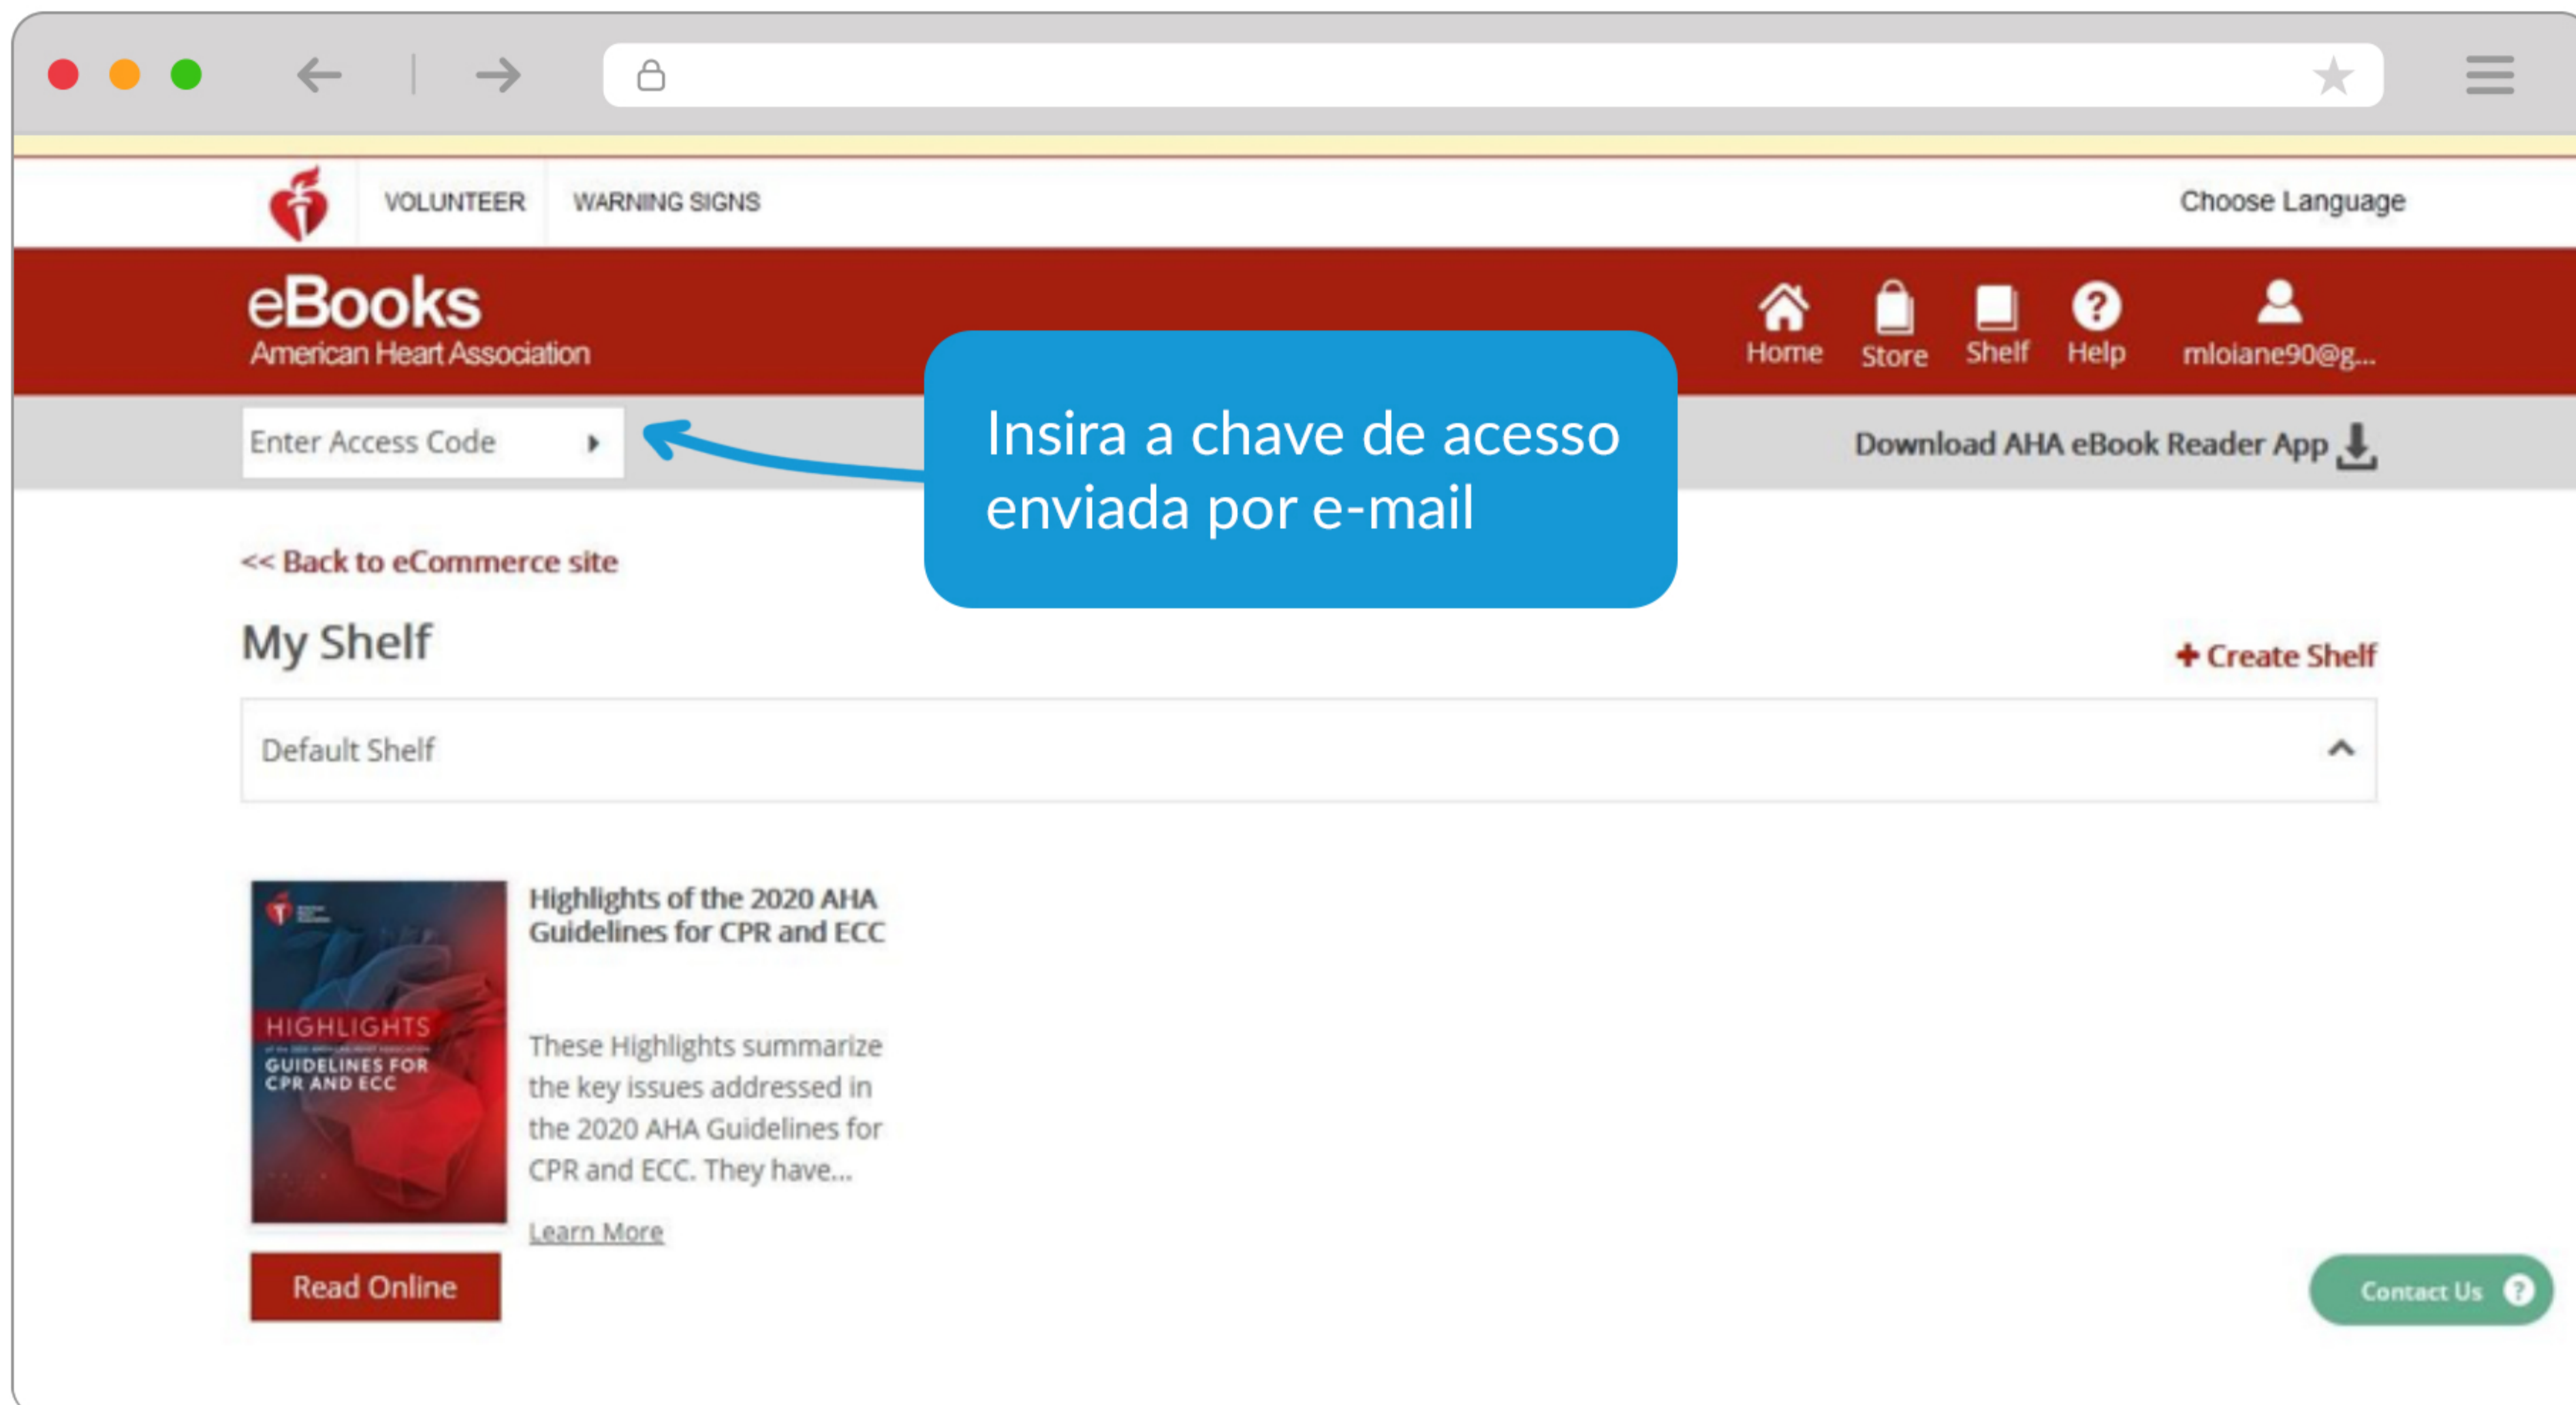 VOLUNTEER WARNING SIGNS Choose Language
eBooks
American Heart Association
Home Store Shelf Help mloiane90@g...
Enter Access Code
Insira a chave de acesso
enviada por e-mail
Download AHA eBook Reader App
<< Back to eCommerce site
My Shelf
+ Create Shelf
Default Shelf
HIGHLIGHTS
GUIDELINES FOR
CPR AND ECC
Highlights of the 2020 AHA
Guidelines for CPR and ECC
These Highlights summarize
the key issues addressed in
the 2020 AHA Guidelines for
CPR and ECC. They have...
Learn More
Read Online
Contact Us ?